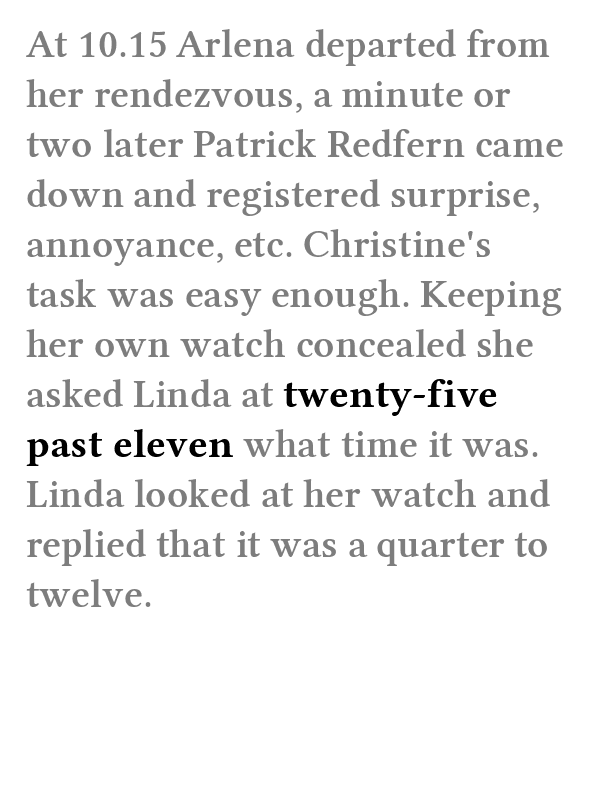 At 10.15 Arlena departed from
her rendezvous, a minute or
two later Patrick Redfern came
down and registered surprise,
annoyance, etc. Christine's
task was easy enough. Keeping
her own watch concealed she
asked Linda at twenty-five
past eleven what time it was.
Linda looked at her watch and
replied that it was a quarter to
twelve.